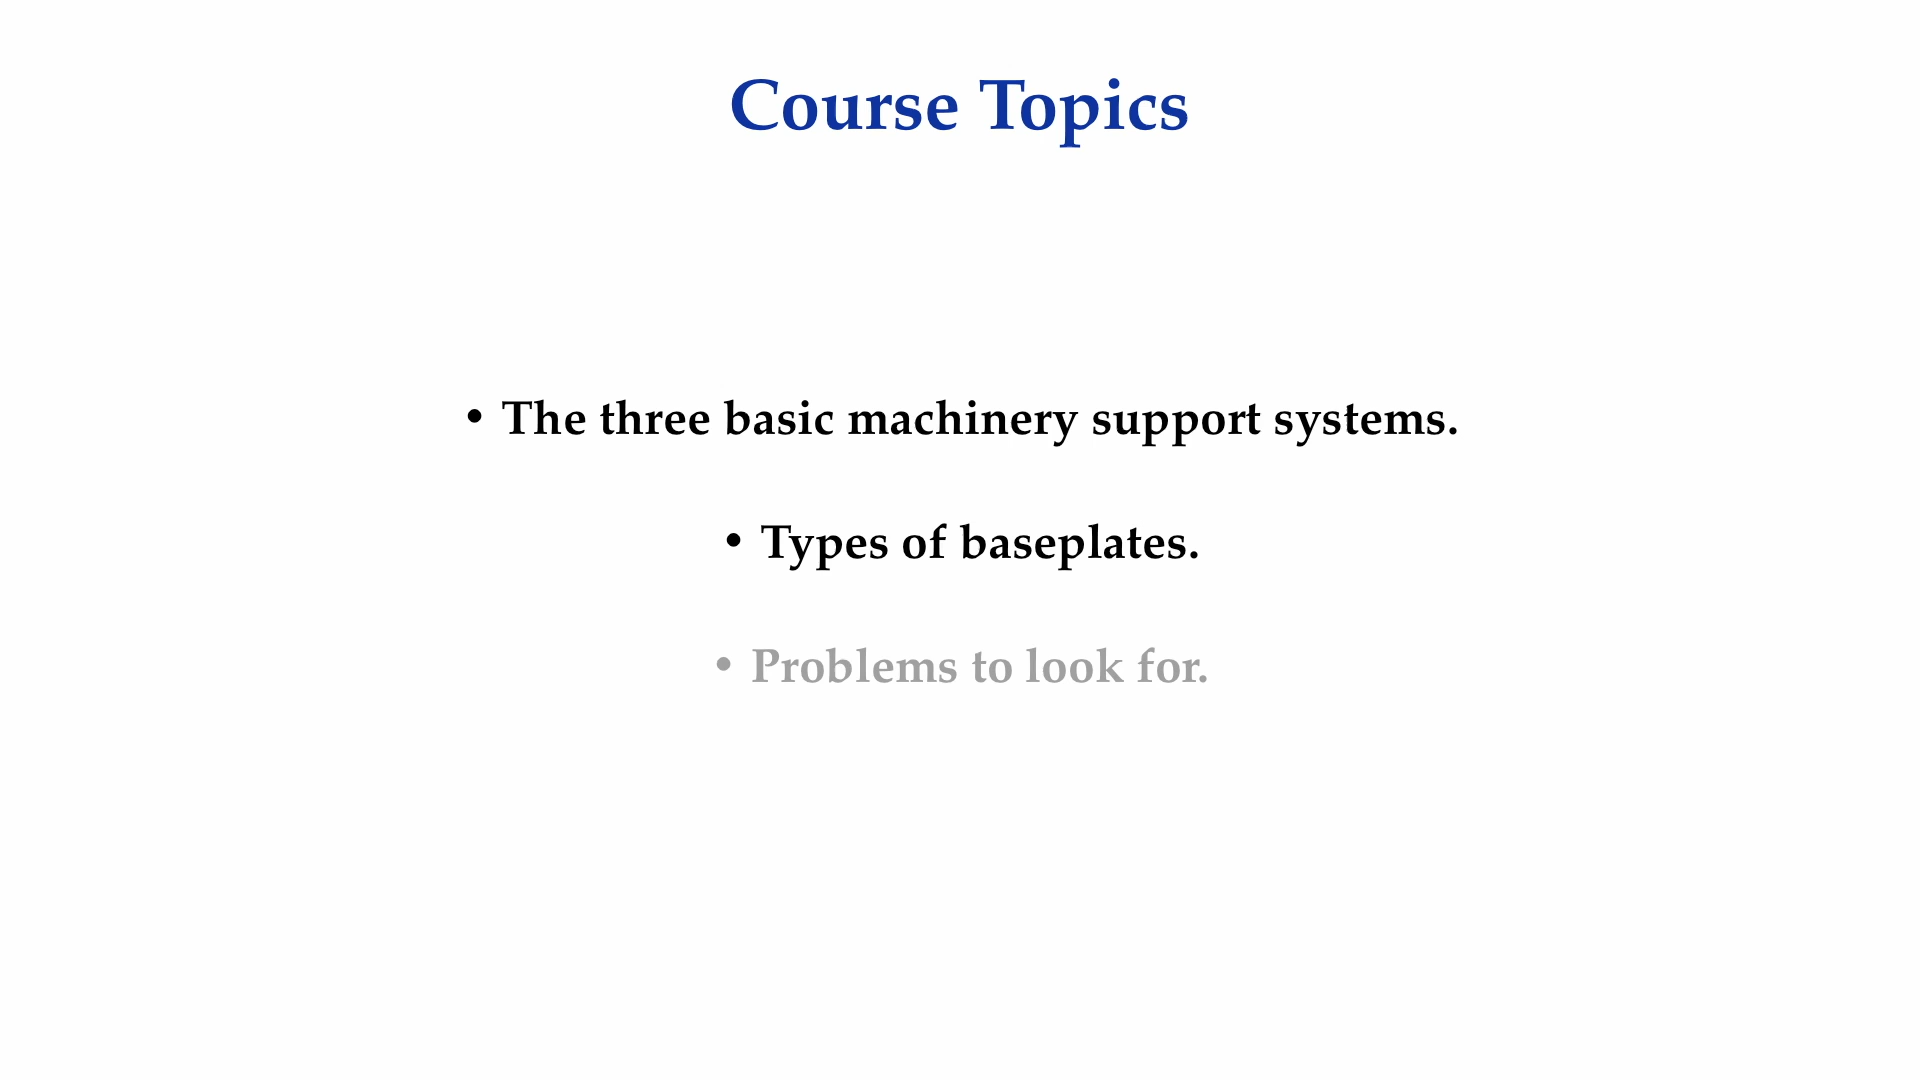 Course Topics
• The three basic machinery support systems.
• Types of baseplates.
• Problems to look for.